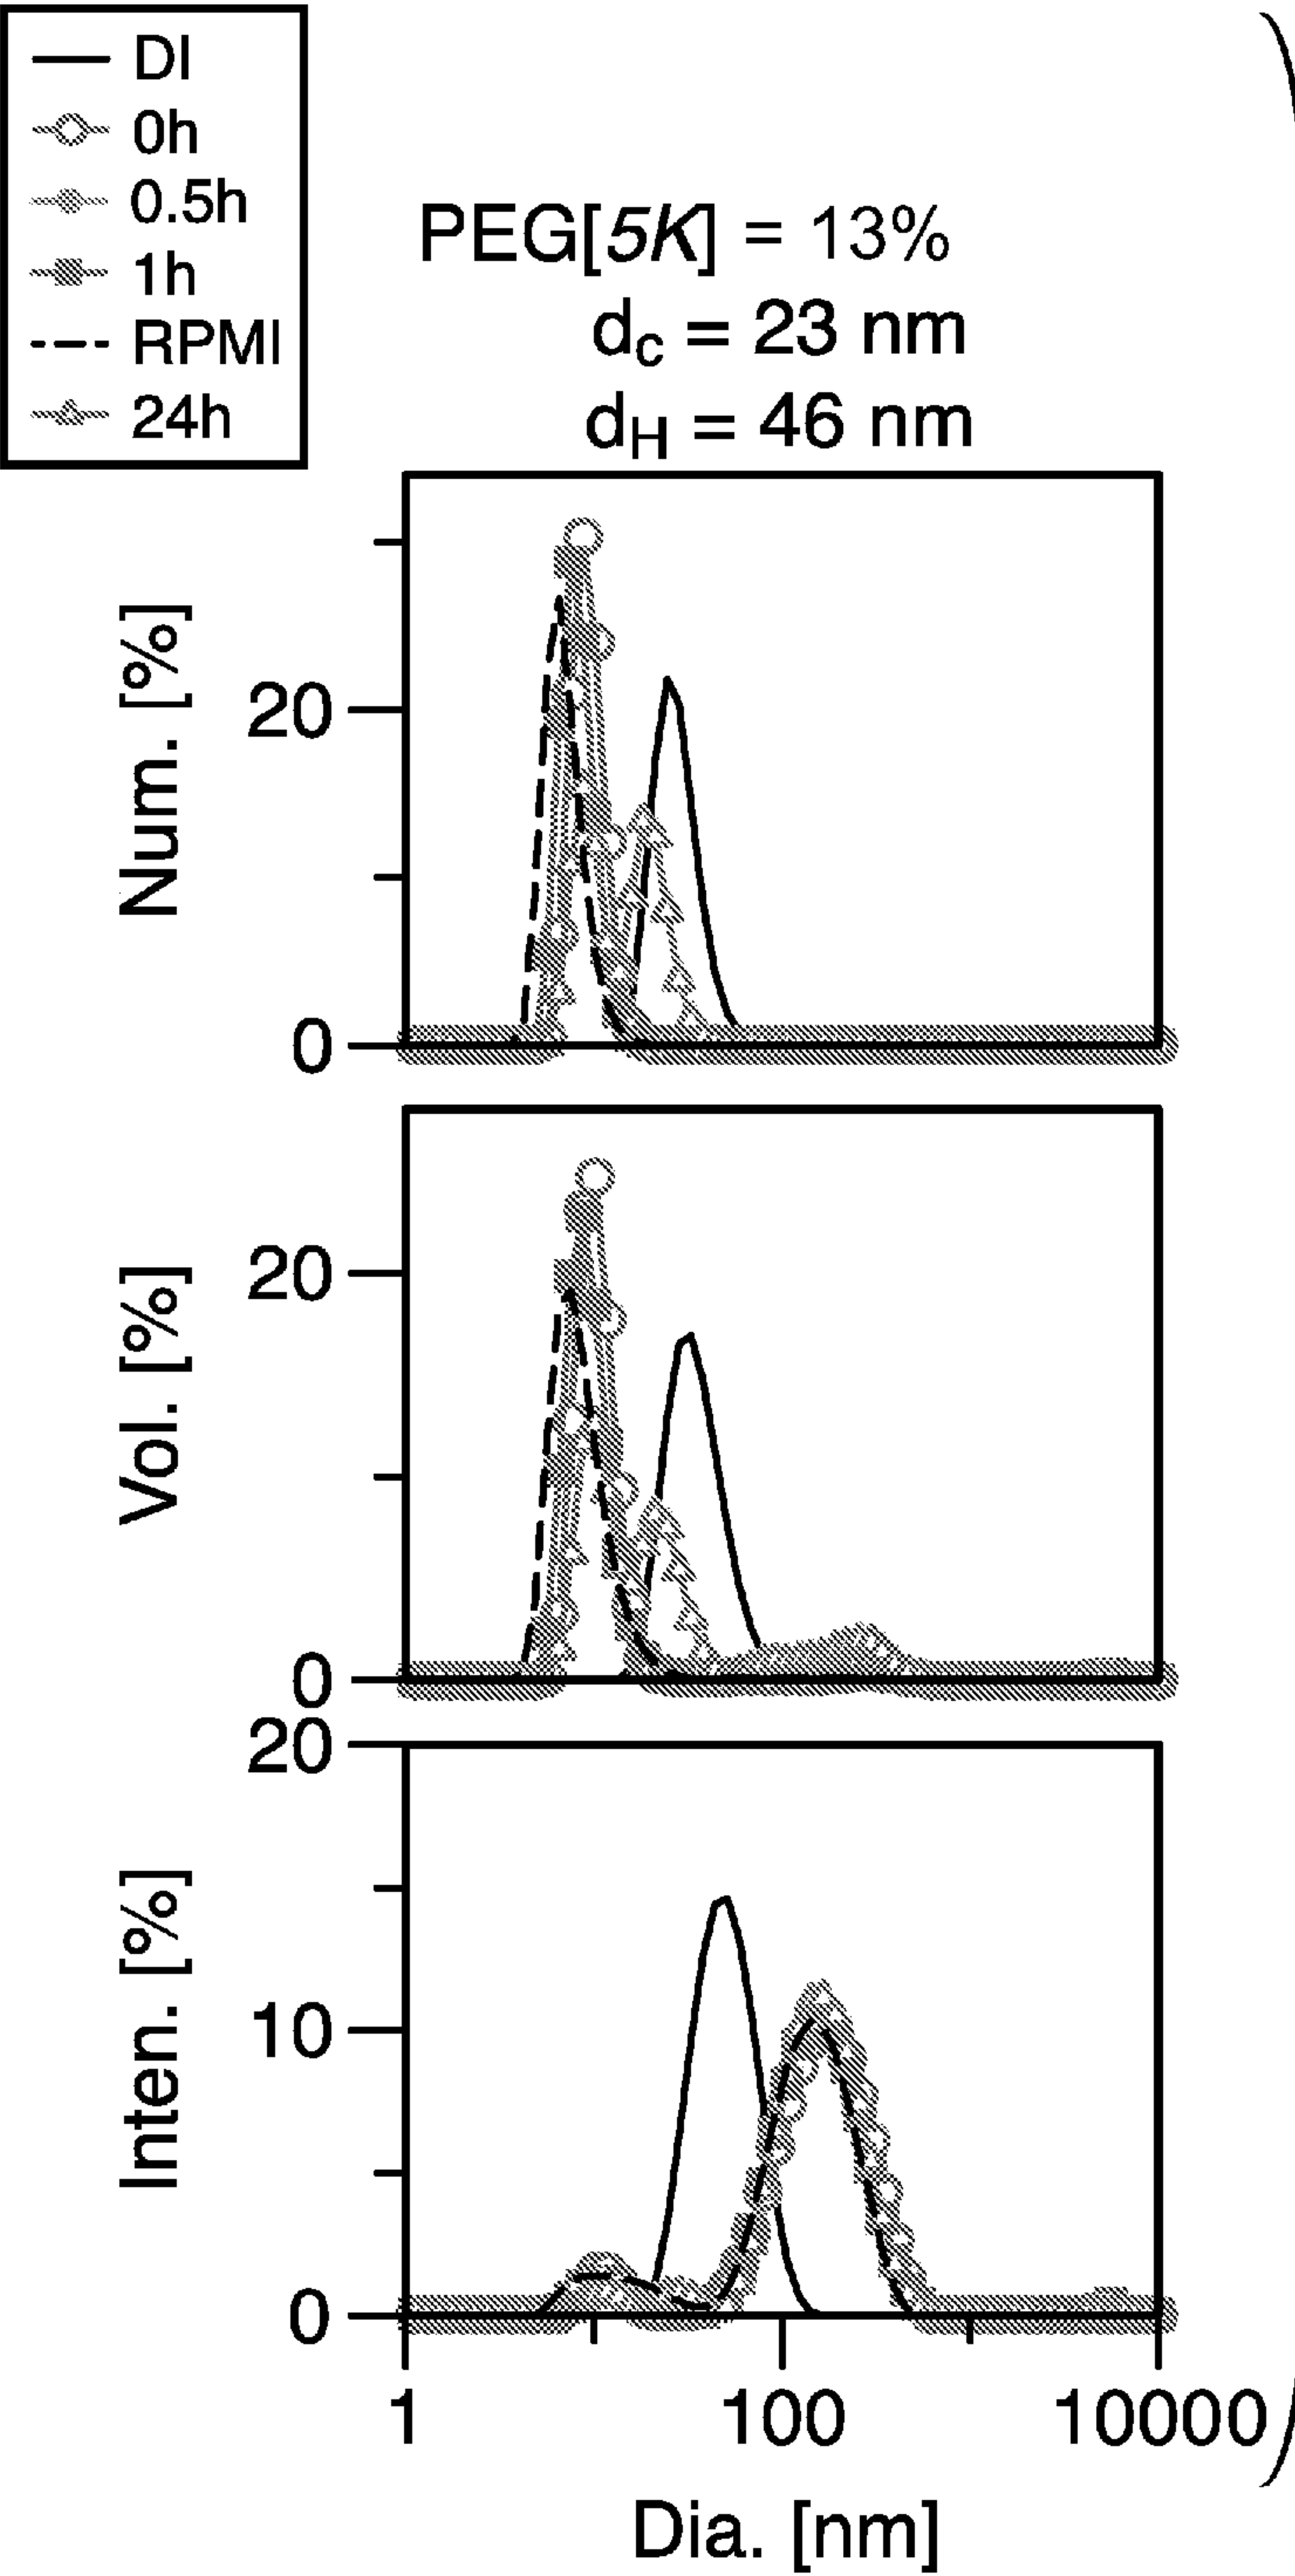 DI
0h
0.5h
1h
RPMI
24h
PEG[5K] = 13%
dc = 23 nm
dH = 46 nm
Num. [%]
20
0
Vol. [%]
20
0
Inten. [%]
20
10
0
1 100 10000
Dia. [nm]